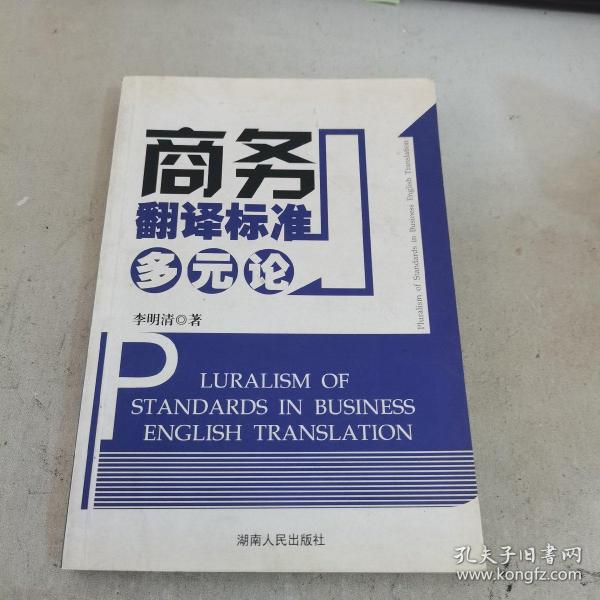 商务
翻译标准
多元论
李明清◎著
Pluralism of Standards in Business English Translation
PLURALISM OF
STANDARDS IN BUSINESS
ENGLISH TRANSLATION
湖南人民出版社
孔夫子旧书网
www.kongfz.com